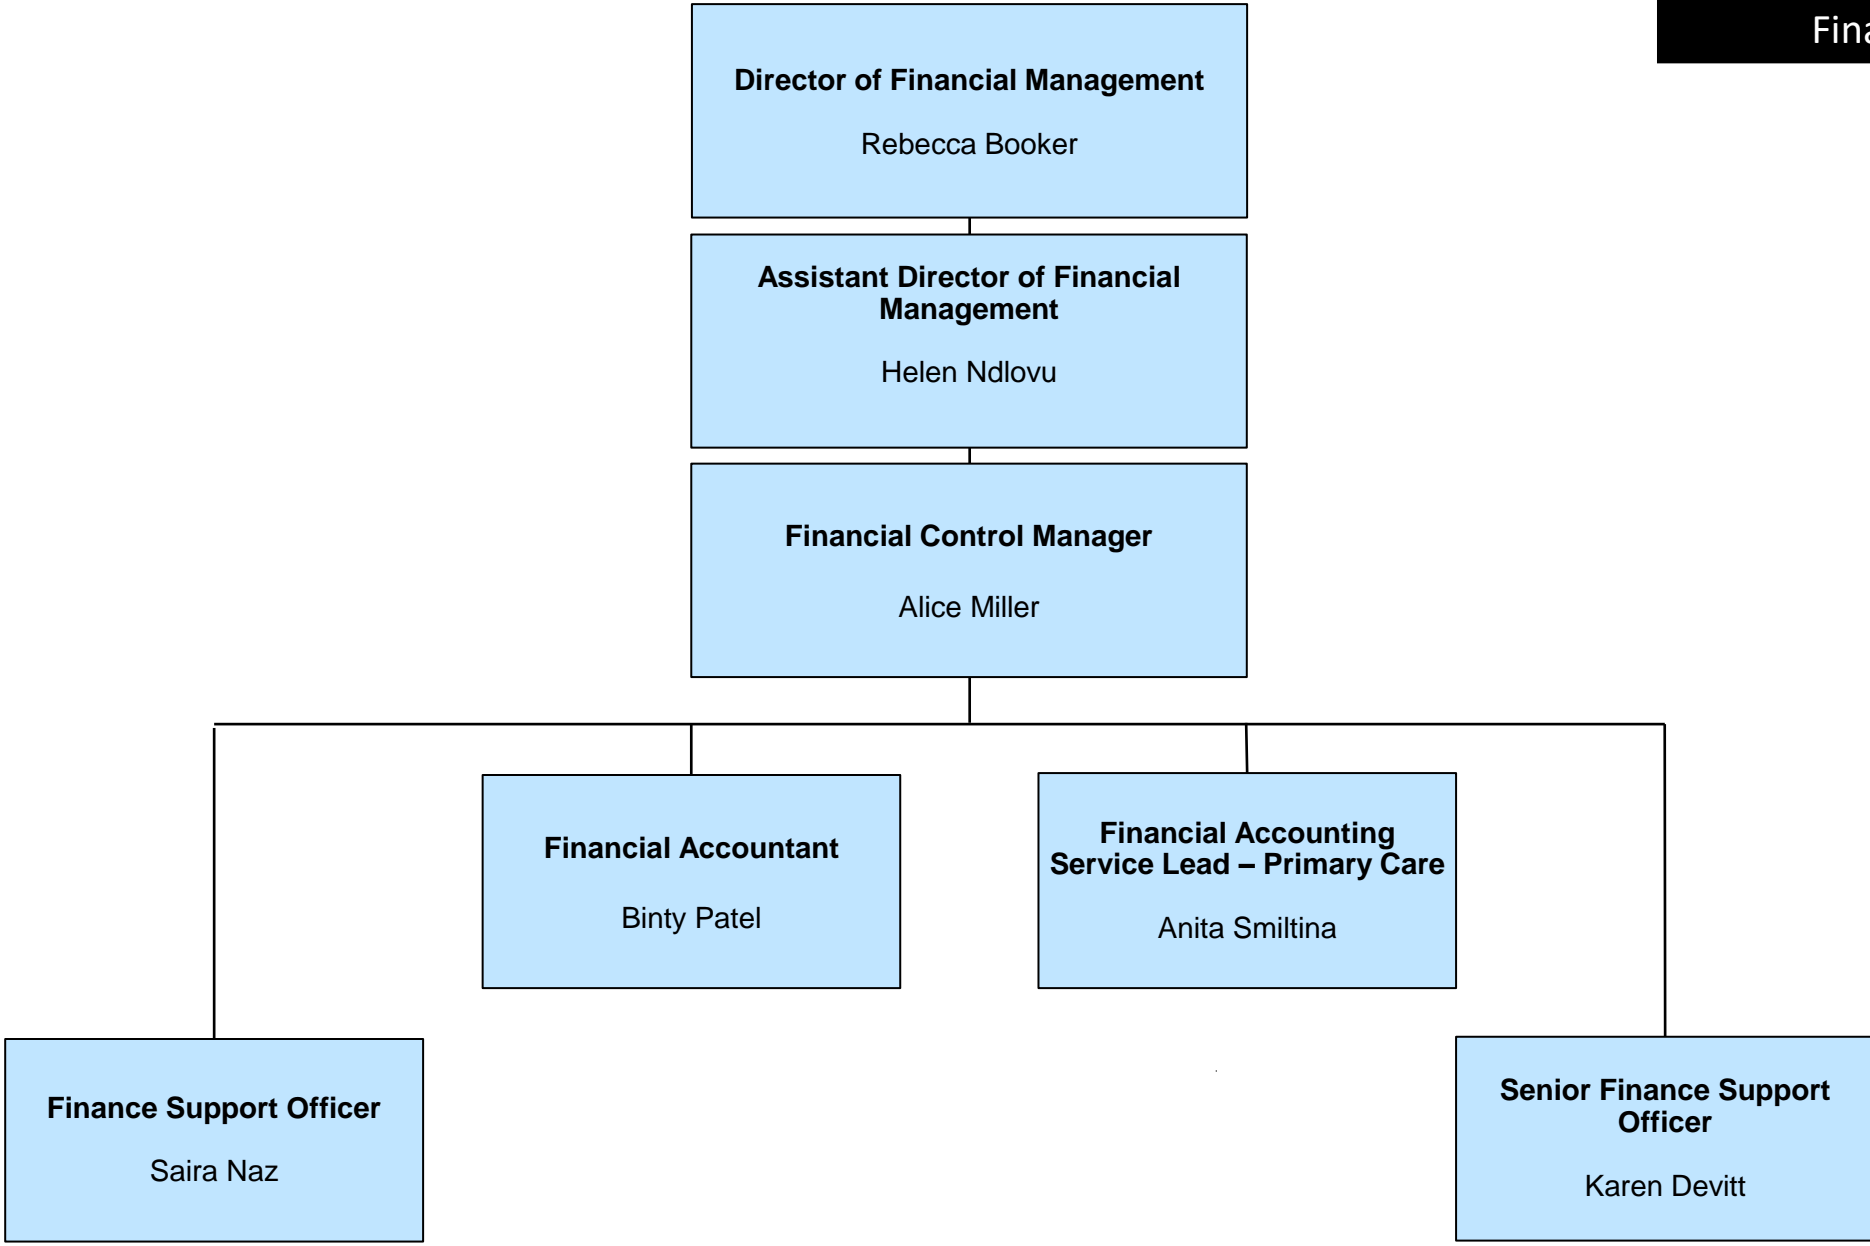 Fina
Director of Financial Management
Rebecca Booker
Assistant Director of Financial
Management
Helen Ndlovu
Financial Control Manager
Alice Miller
Financial Accountant
Binty Patel
Financial Accounting
Service Lead – Primary Care
Anita Smiltina
Finance Support Officer
Saira Naz
Senior Finance Support
Officer
Karen Devitt